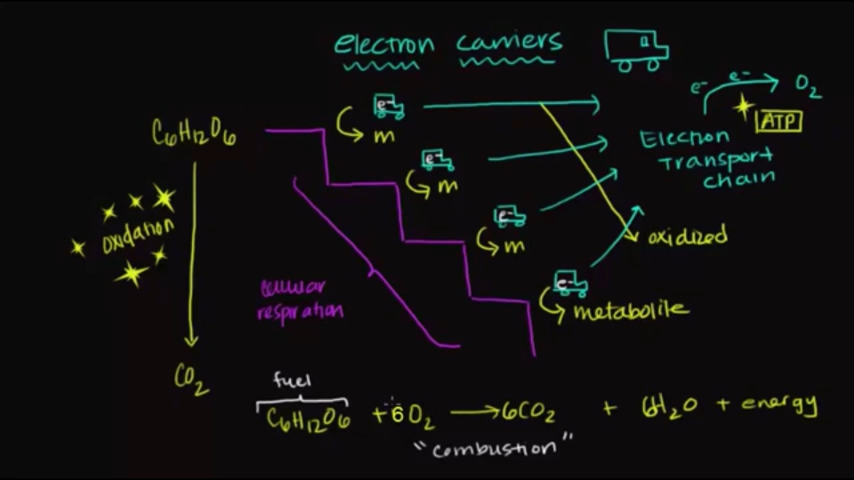 electron carriers
e⁻
m
e⁻ e⁻ O₂
ATP
C₆H₁₂O₆
Electron
Transport
chain
e⁻
m
oxidation
e⁻
m
oxidized
cellular
respiration
e⁻
metabolite
CO₂
fuel
C₆H₁₂O₆ + 6O₂ → 6CO₂ + 6H₂O + energy
"combustion"